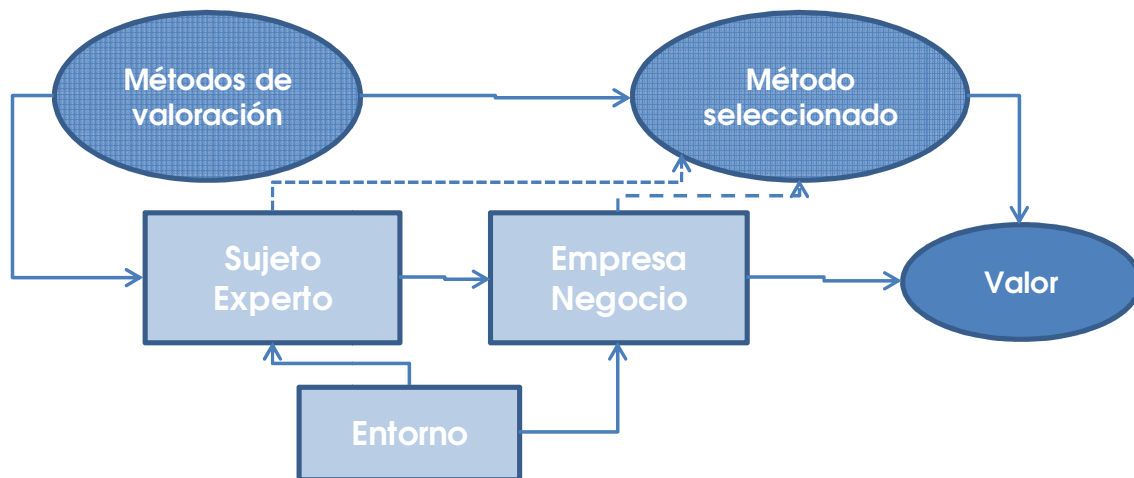 Métodos de
valoración
Método
seleccionado
Sujeto
Experto
Empresa
Negocio
Valor
Entorno